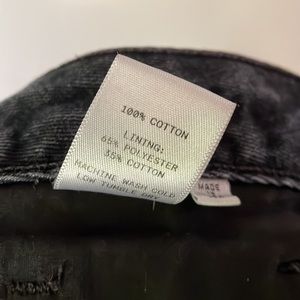 100% COTTON
LINING:
65% POLYESTER
35% COTTON
MACHINE WASH COLD
LOW TUMBLE DRY
MADE